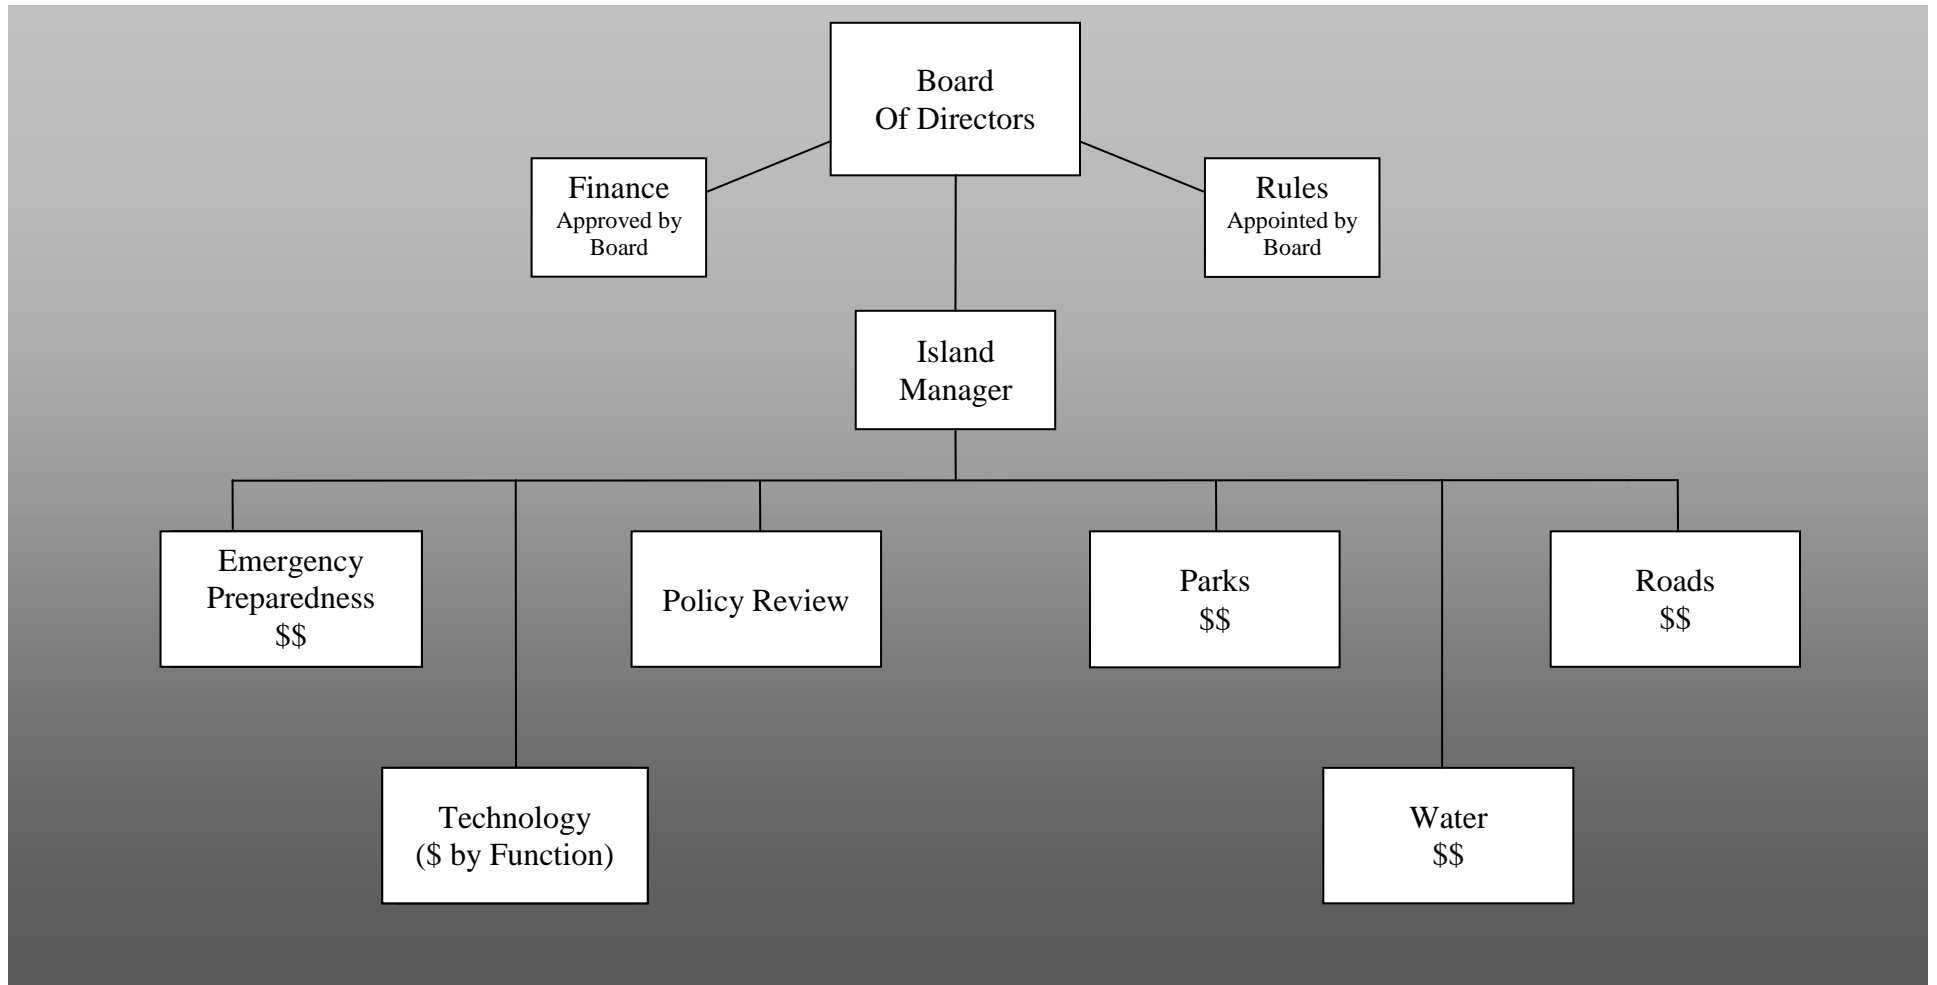 Board
Of Directors
Finance
Approved by
Board
Rules
Appointed by
Board
Island
Manager
Emergency
Preparedness
$$
Policy Review
Parks
$$
Roads
$$
Technology
($ by Function)
Water
$$